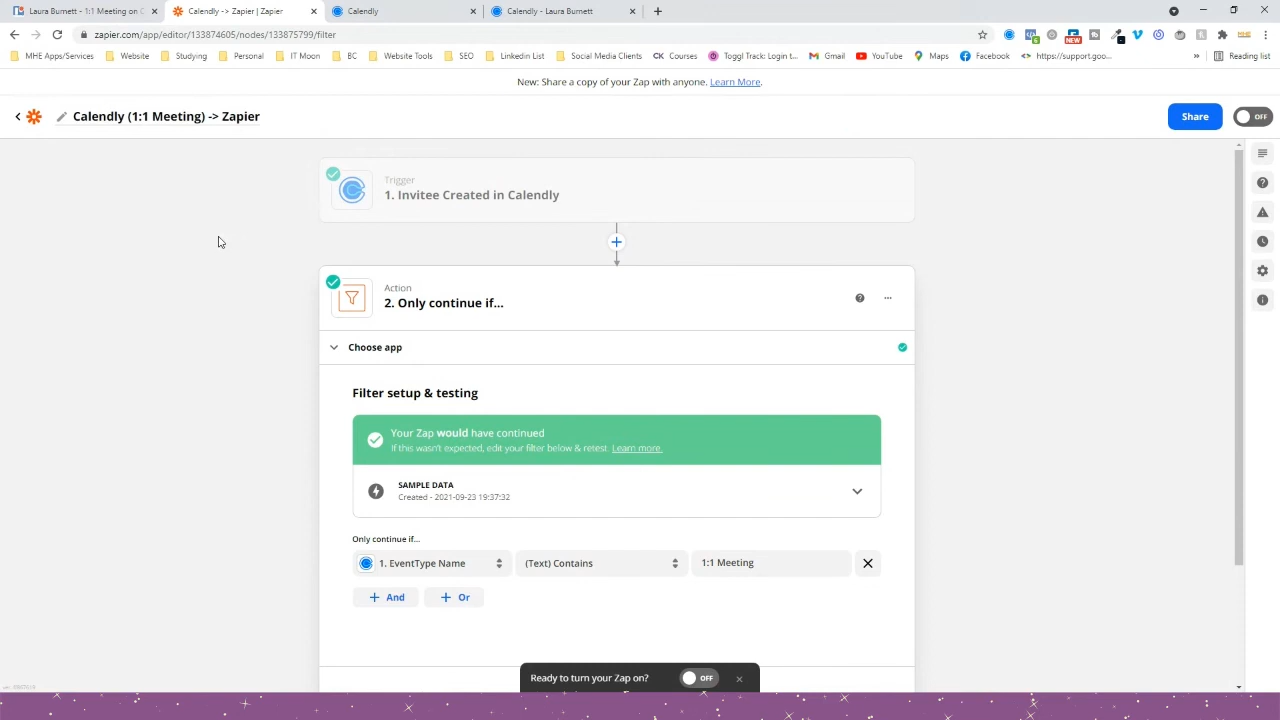 Laura Burnett - 1:1 Meeting on C
Calendly -> Zapier | Zapier
Calendly
Calendly - Laura Burnett
zapier.com/app/editor/133874605/nodes/133875799/filter
MHE Apps/Services
Website
Studying
Personal
IT Moon
BC
Website Tools
SEO
Linkedin List
Social Media Clients
CK Courses
Toggl Track: Login t...
Gmail
YouTube
Maps
Facebook
<> https://support.goo...
»
Reading list
New: Share a copy of your Zap with anyone. Learn More.
Calendly (1:1 Meeting) -> Zapier
Share
OFF
Trigger
1. Invitee Created in Calendly
Action
2. Only continue if...
Choose app
Filter setup & testing
Your Zap would have continued
If this wasn't expected, edit your filter below & retest. Learn more.
SAMPLE DATA
Created - 2021-09-23 19:37:32
Only continue if...
1. EventType Name
(Text) Contains
1:1 Meeting
+ And
+ Or
Ready to turn your Zap on?
OFF